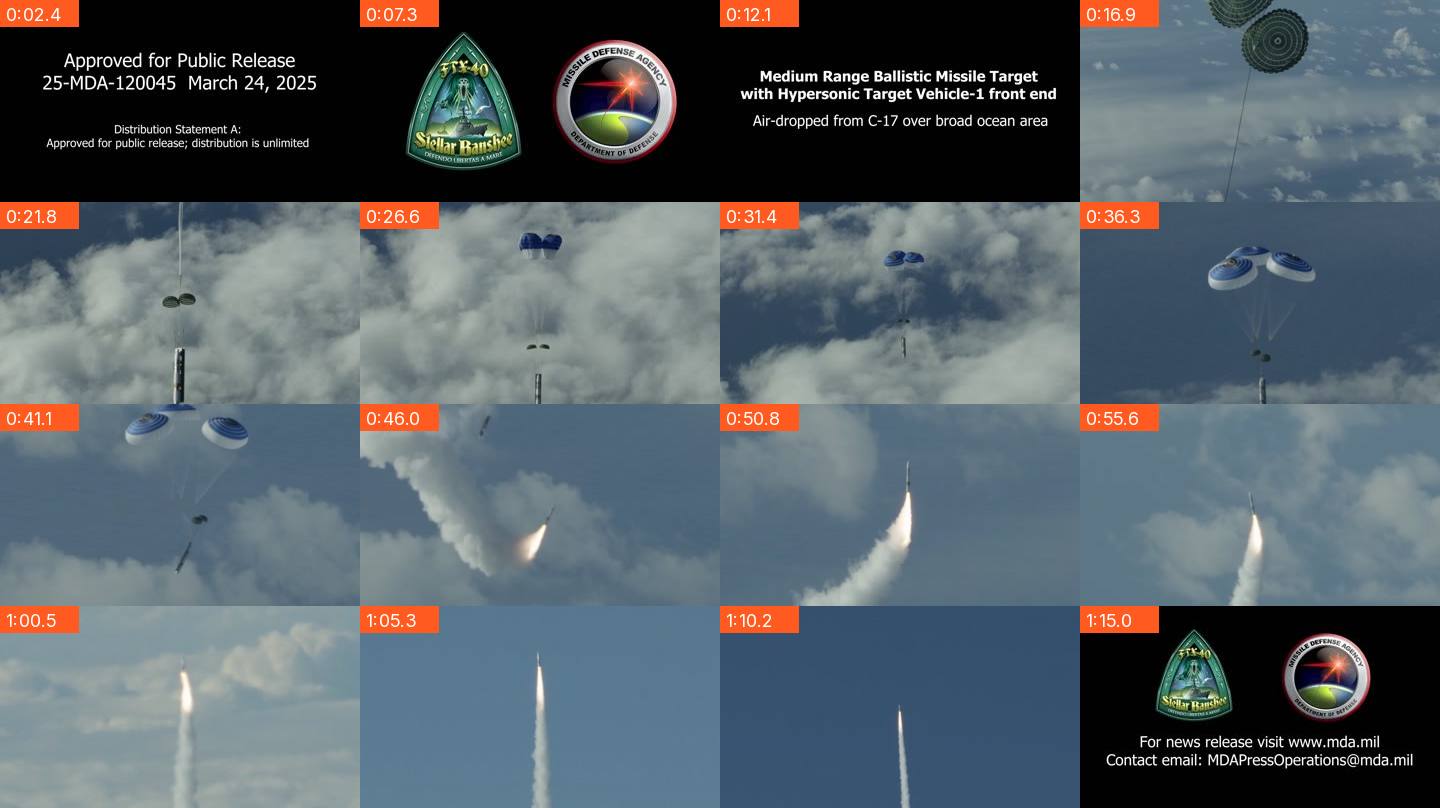 0:02.4
Approved for Public Release
25-MDA-120045 March 24, 2025
Distribution Statement A:
Approved for public release; distribution is unlimited
0:07.3
FTX-40
Stellar Banshee
DEFENDO LIBERTAS A MARE
MISSILE DEFENSE AGENCY
DEPARTMENT OF DEFENSE
0:12.1
Medium Range Ballistic Missile Target
with Hypersonic Target Vehicle-1 front end
Air-dropped from C-17 over broad ocean area
0:16.9
0:21.8
0:26.6
0:31.4
0:36.3
0:41.1
0:46.0
0:50.8
0:55.6
1:00.5
1:05.3
1:10.2
1:15.0
FTX-40
Stellar Banshee
DEFENDO LIBERTAS A MARE
MISSILE DEFENSE AGENCY
DEPARTMENT OF DEFENSE
For news release visit www.mda.mil
Contact email: MDAPressOperations@mda.mil